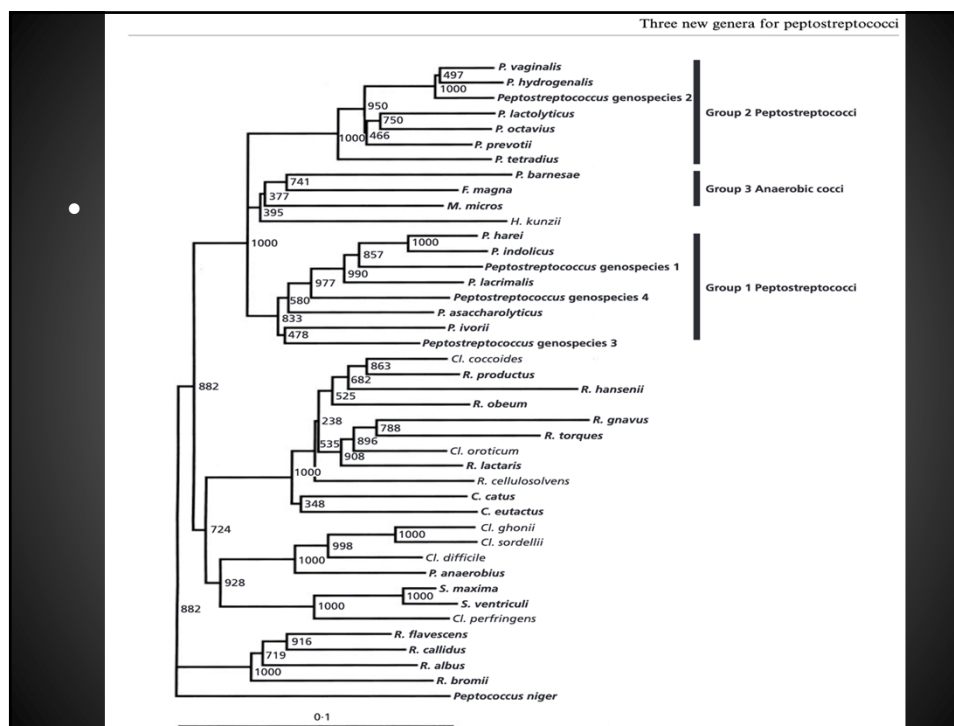 Three new genera for peptostreptococci
P. vaginalis
497
P. hydrogenalis
1000
Peptostreptococcus genospecies 2
950
P. lactolyticus
Group 2 Peptostreptococci
750
P. octavius
1000
466
P. prevotii
P. tetradius
P. barnesae
741
F. magna
Group 3 Anaerobic cocci
377
M. micros
395
H. kunzii
P. harei
1000
1000
P. indolicus
857
Peptostreptococcus genospecies 1
990
977
P. lacrimalis
Group 1 Peptostreptococci
580
Peptostreptococcus genospecies 4
833
P. asaccharolyticus
P. ivorii
478
Peptostreptococcus genospecies 3
Cl. coccoides
863
R. productus
682
882
R. hansenii
525
R. obeum
238
R. gnavus
788
R. torques
535
896
Cl. oroticum
908
R. lactaris
1000
R. cellulosolvens
C. catus
348
C. eutactus
724
Cl. ghonii
1000
Cl. sordellii
998
Cl. difficile
1000
P. anaerobius
928
S. maxima
1000
882
1000
S. ventriculi
Cl. perfringens
R. flavescens
916
R. callidus
719
R. albus
1000
R. bromii
Peptococcus niger
0·1